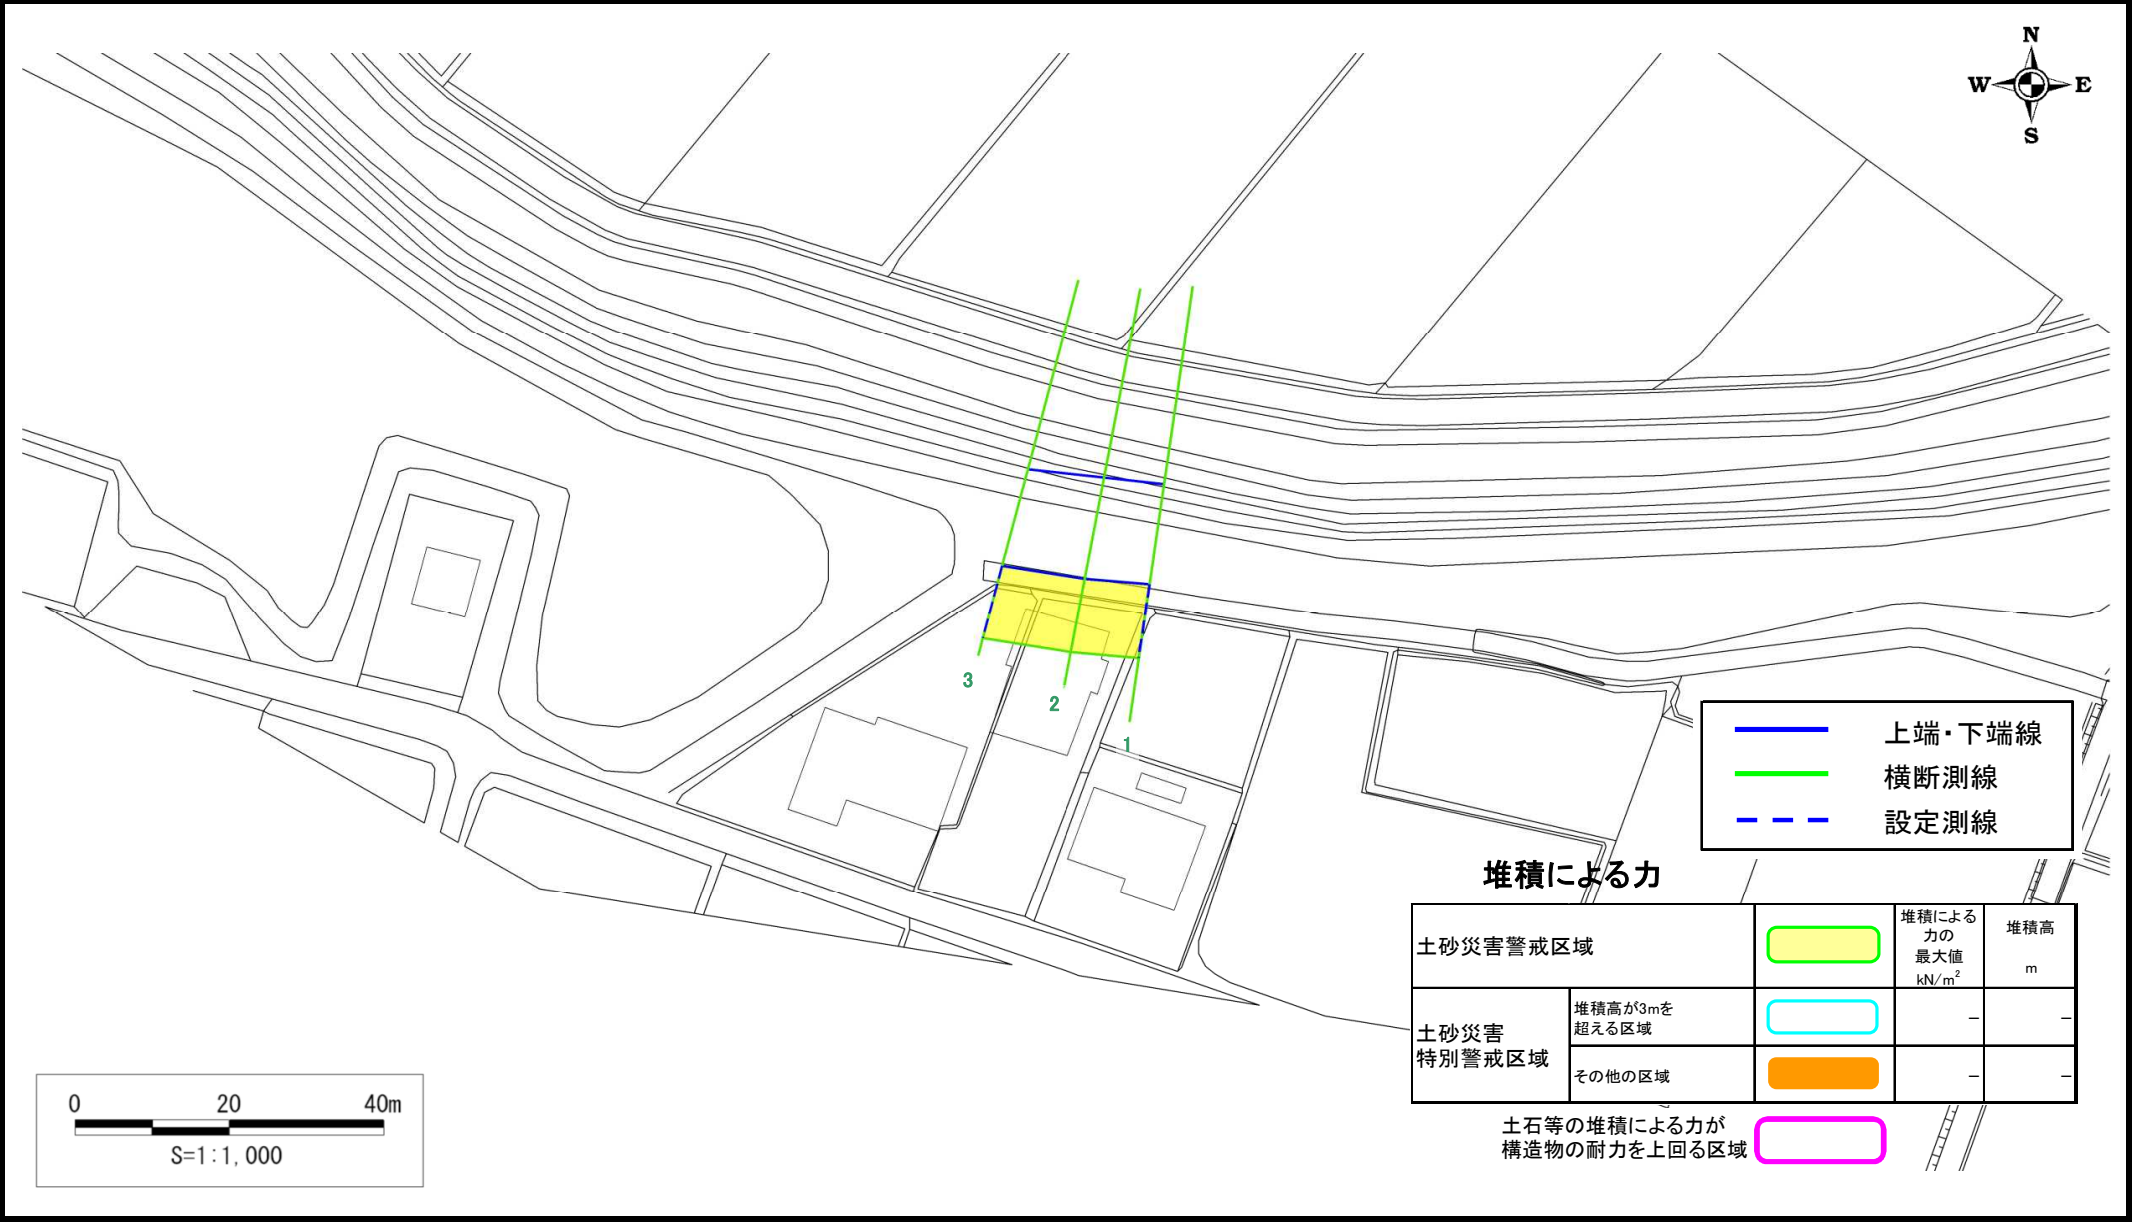 N
W E
S
3
2
1
上端・下端線
横断測線
設定測線
堆積による力
土砂災害警戒区域
堆積による
力の
最大値
kN/m²
堆積高
m
土砂災害
特別警戒区域
堆積高が3mを
超える区域
－ －
その他の区域
－ －
土石等の堆積による力が
構造物の耐力を上回る区域
0 20 40m
S=1:1,000